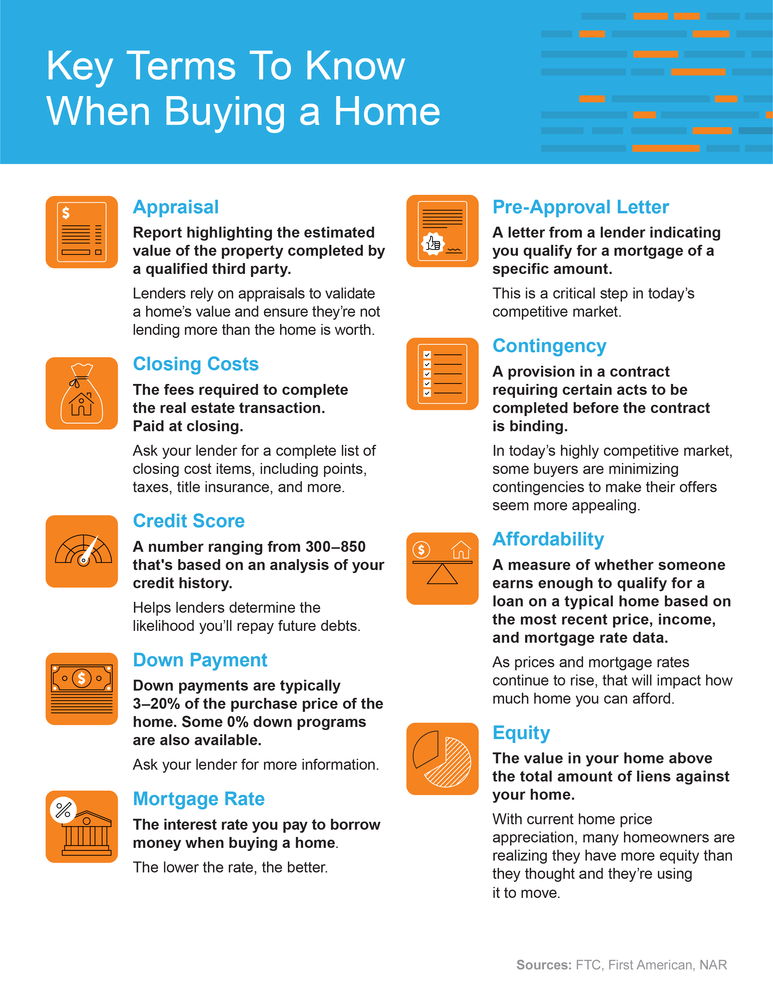 Key Terms To Know
When Buying a Home
$
Appraisal
Report highlighting the estimated
value of the property completed by
a qualified third party.
Lenders rely on appraisals to validate
a home’s value and ensure they’re not
lending more than the home is worth.
Closing Costs
The fees required to complete
the real estate transaction.
Paid at closing.
Ask your lender for a complete list of
closing cost items, including points,
taxes, title insurance, and more.
Credit Score
A number ranging from 300–850
that's based on an analysis of your
credit history.
Helps lenders determine the
likelihood you’ll repay future debts.
$
Down Payment
Down payments are typically
3–20% of the purchase price of the
home. Some 0% down programs
are also available.
Ask your lender for more information.
%
Mortgage Rate
The interest rate you pay to borrow
money when buying a home.
The lower the rate, the better.
Pre-Approval Letter
A letter from a lender indicating
you qualify for a mortgage of a
specific amount.
This is a critical step in today’s
competitive market.
Contingency
A provision in a contract
requiring certain acts to be
completed before the contract
is binding.
In today’s highly competitive market,
some buyers are minimizing
contingencies to make their offers
seem more appealing.
$
Affordability
A measure of whether someone
earns enough to qualify for a
loan on a typical home based on
the most recent price, income,
and mortgage rate data.
As prices and mortgage rates
continue to rise, that will impact how
much home you can afford.
Equity
The value in your home above
the total amount of liens against
your home.
With current home price
appreciation, many homeowners are
realizing they have more equity than
they thought and they’re using
it to move.
Sources: FTC, First American, NAR